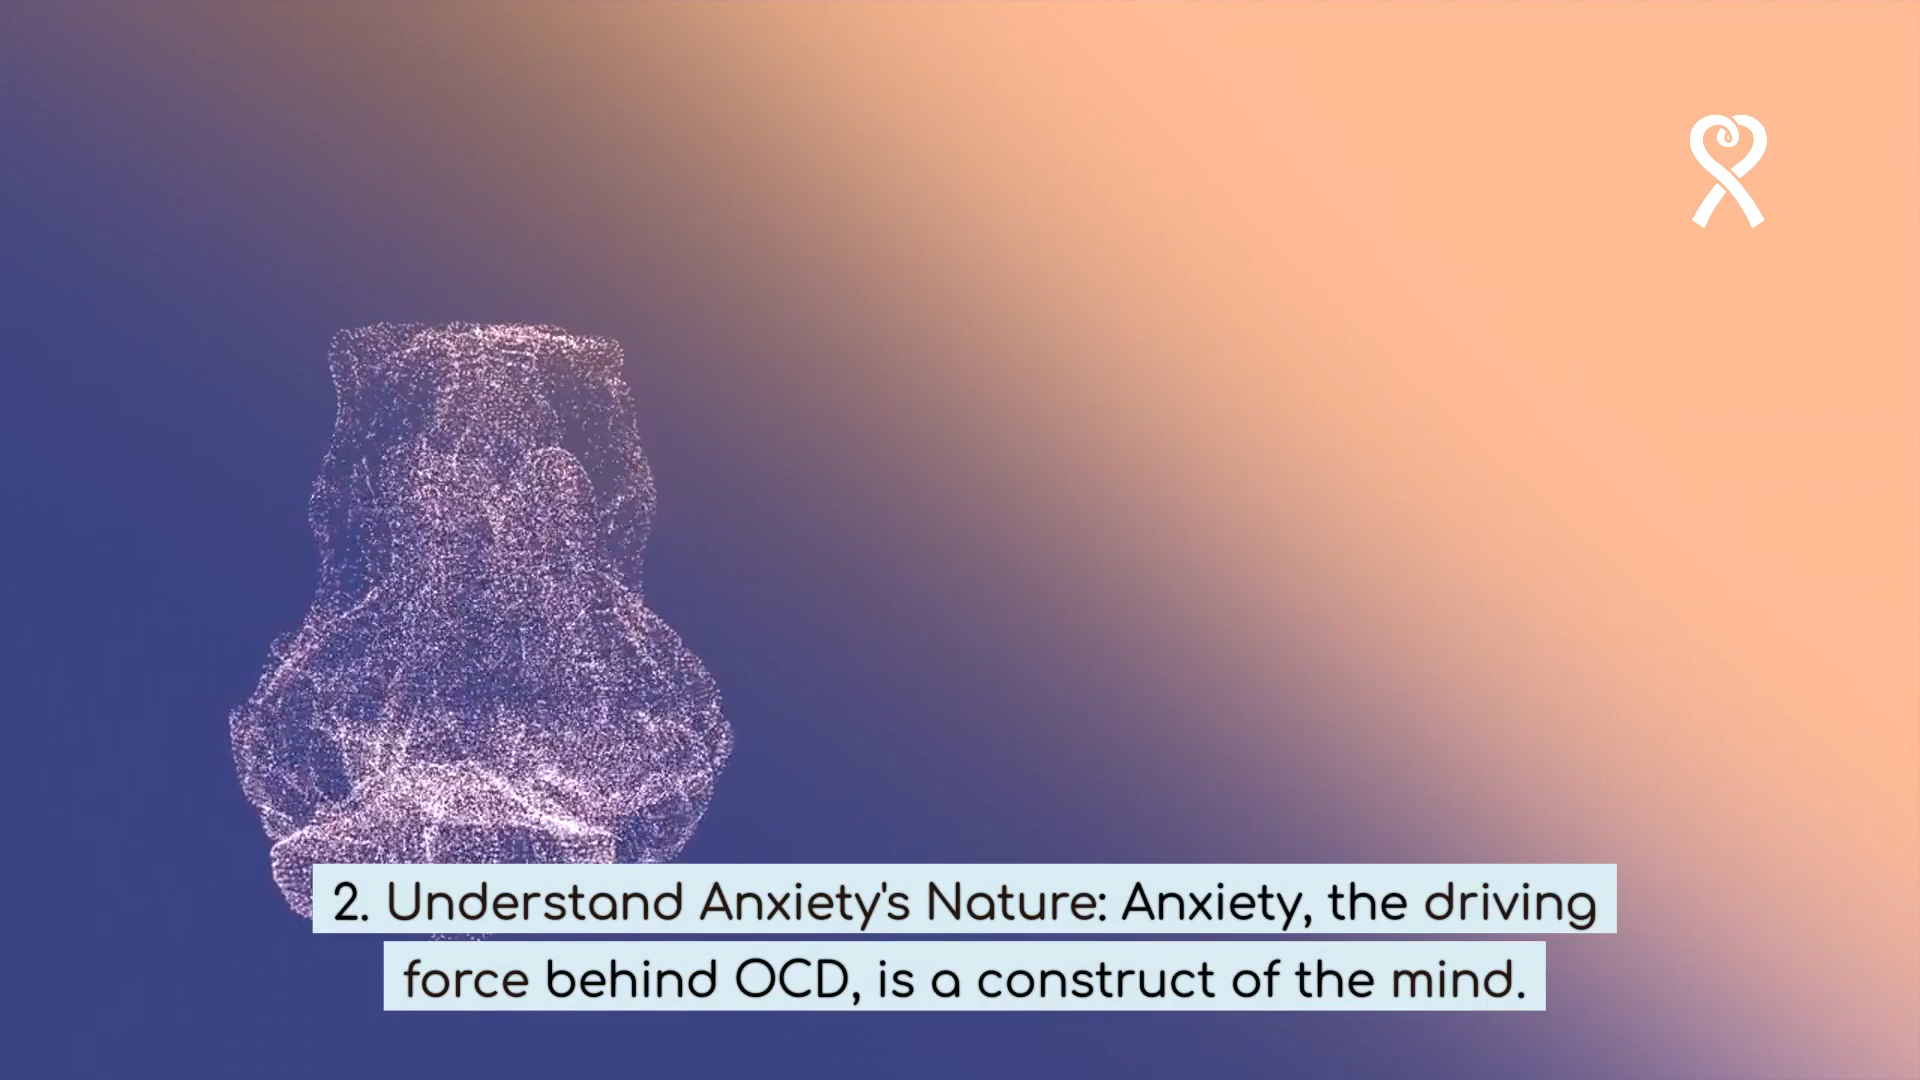 2. Understand Anxiety's Nature: Anxiety, the driving
force behind OCD, is a construct of the mind.